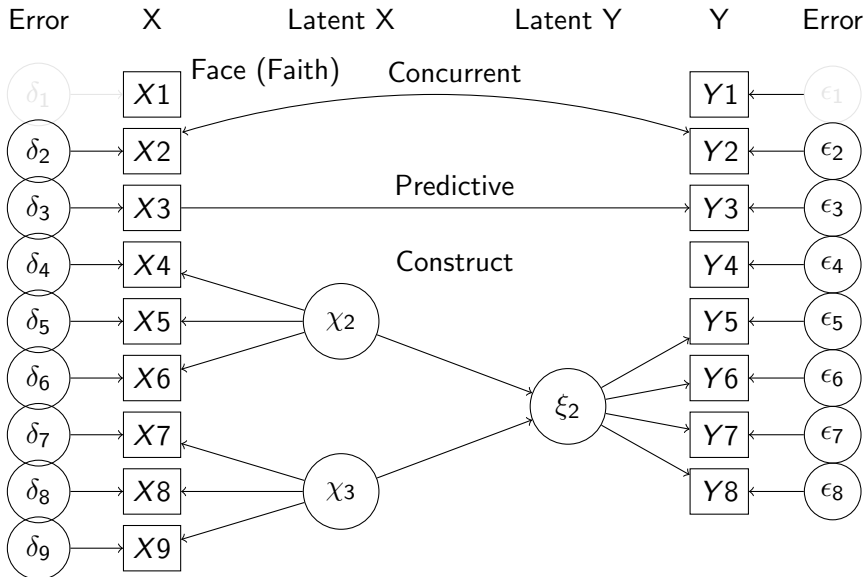 Error X Latent X Latent Y Y Error
Face (Faith)
Concurrent
δ₁ X1 Y1 ϵ₁
δ₂ X2 Y2 ϵ₂
Predictive
δ₃ X3 Y3 ϵ₃
δ₄ X4 Construct Y4 ϵ₄
δ₅ X5 χ₂ Y5 ϵ₅
δ₆ X6 Y6 ϵ₆
ξ₂
δ₇ X7 Y7 ϵ₇
δ₈ X8 χ₃ Y8 ϵ₈
δ₉ X9